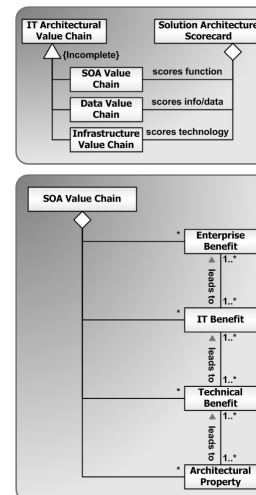 IT Architectural
Value Chain
Solution Architecture
Scorecard
{Incomplete}
SOA Value
Chain
scores function
Data Value
Chain
scores info/data
Infrastructure
Value Chain
scores technology
SOA Value Chain
*
Enterprise
Benefit
1..*
leads to
1..*
*
IT Benefit
1..*
leads to
1..*
*
Technical
Benefit
1..*
leads to
1..*
*
Architectural
Property